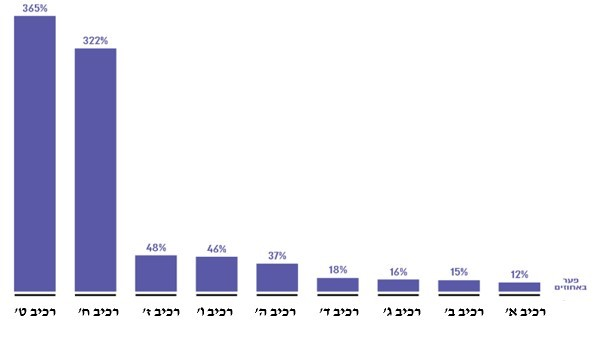 365%
322%
48%
46%
37%
18%
16%
15%
12%
פער
באחוזים
רכיב א׳
רכיב ב׳
רכיב ג׳
רכיב ד׳
רכיב ה׳
רכיב ו׳
רכיב ז׳
רכיב ח׳
רכיב ט׳